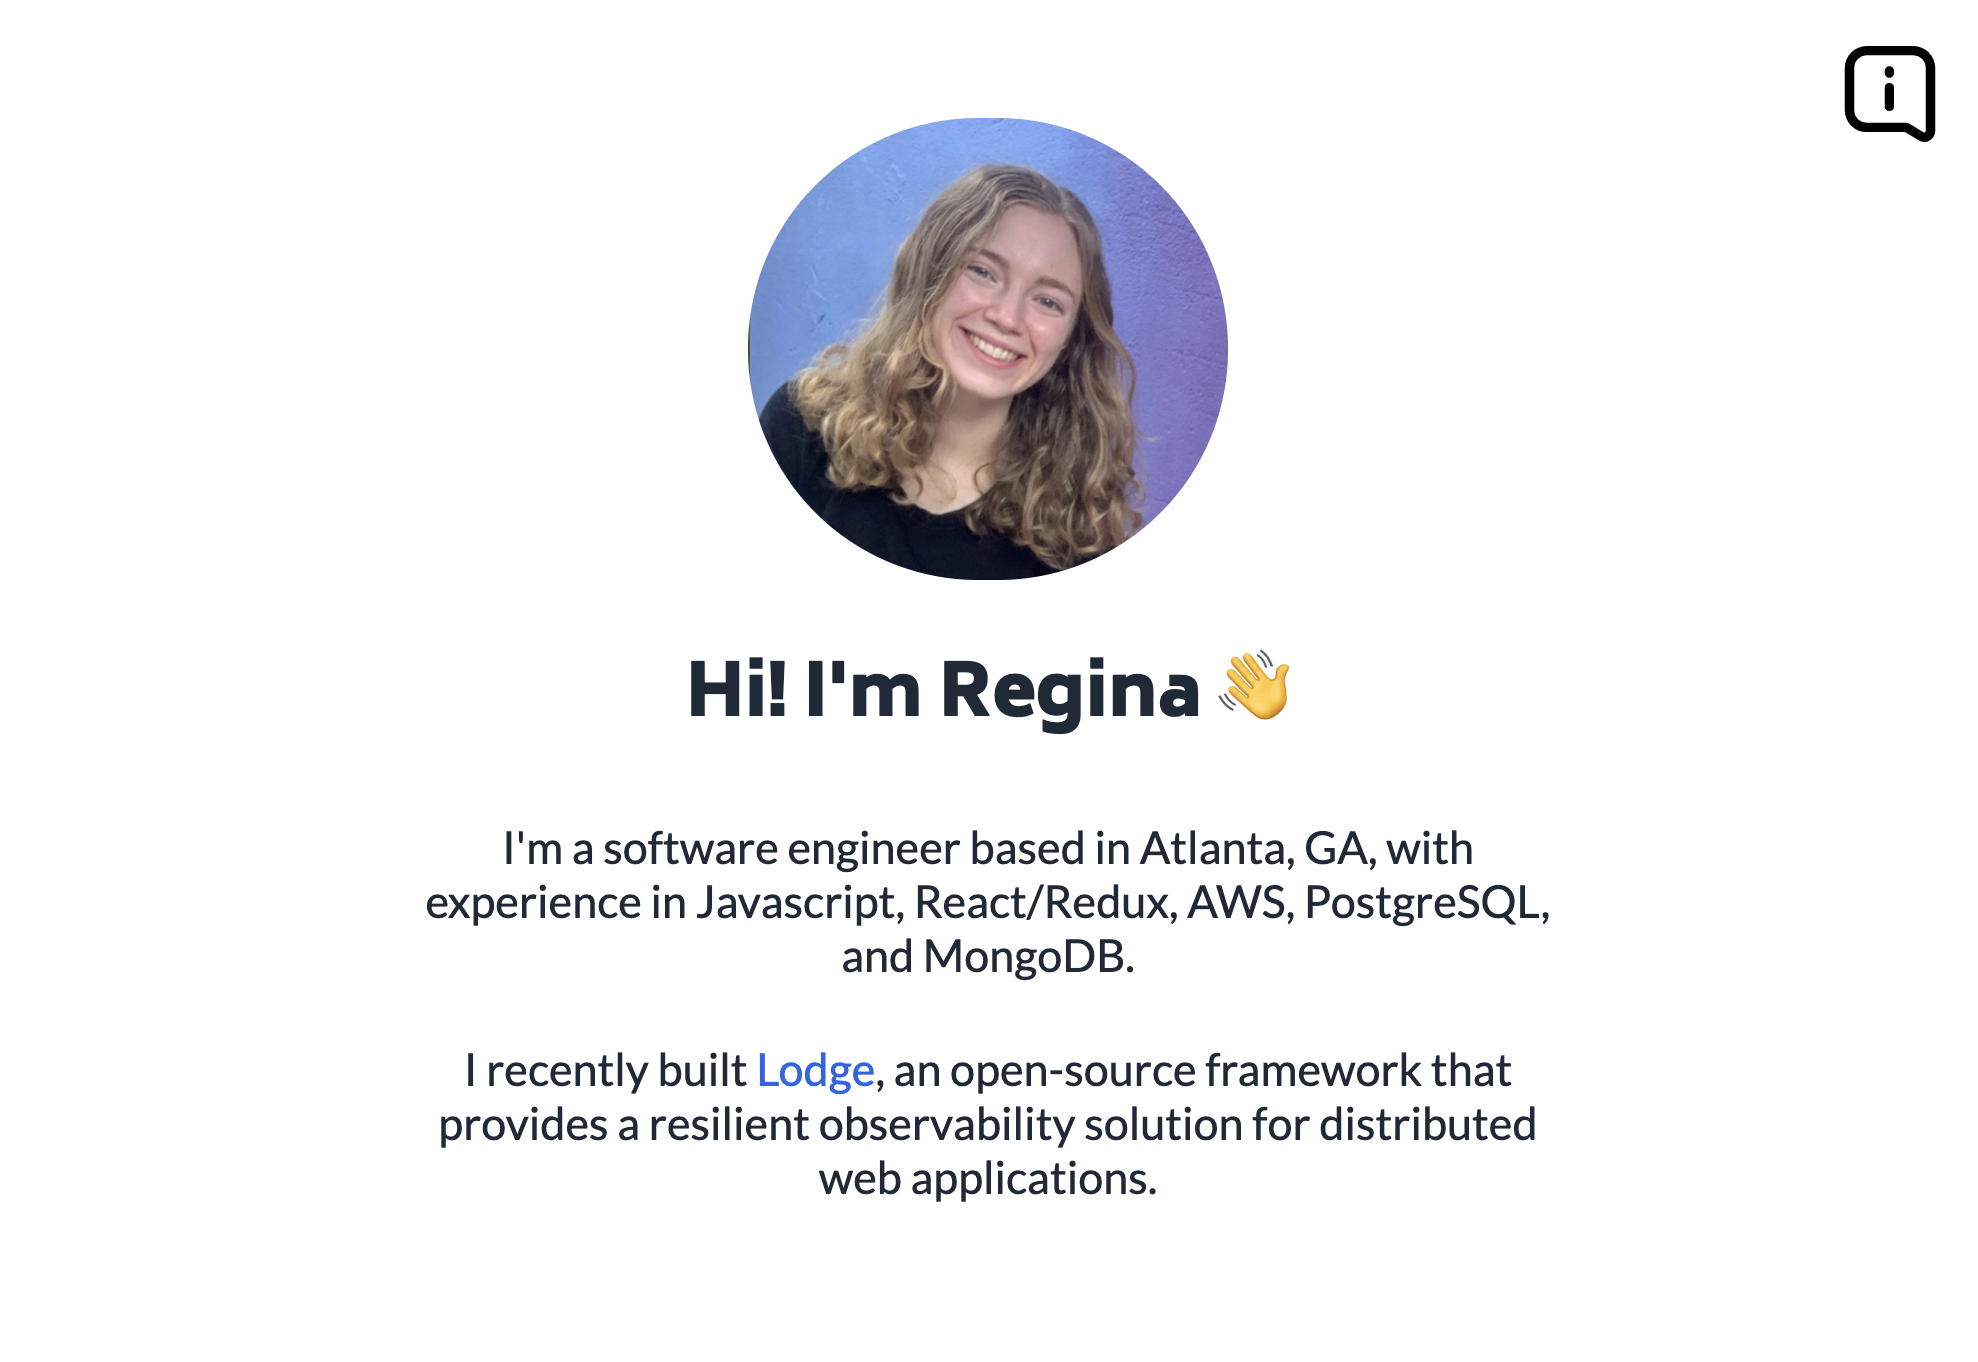 Hi! I'm Regina 👋
I'm a software engineer based in Atlanta, GA, with
experience in Javascript, React/Redux, AWS, PostgreSQL,
and MongoDB.
I recently built Lodge, an open-source framework that
provides a resilient observability solution for distributed
web applications.